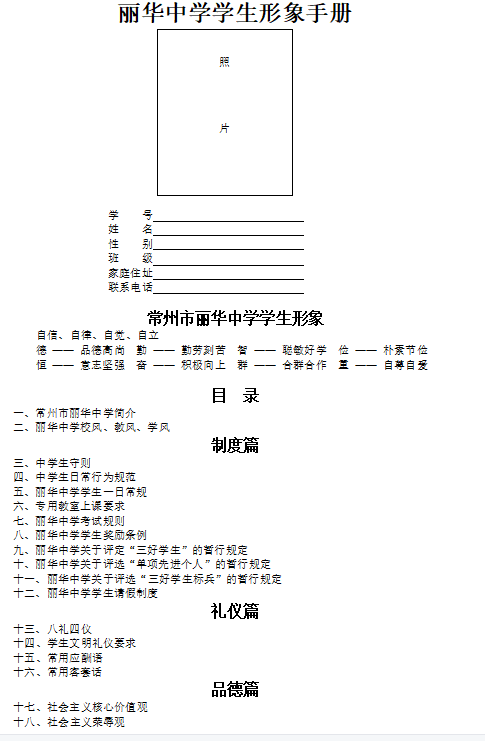 丽华中学学生形象手册
照
片
学 号
姓 名
性 别
班 级
家庭住址
联系电话
常州市丽华中学学生形象
自信、自律、自觉、自立
德 —— 品德高尚 勤 —— 勤劳刻苦 智 —— 聪敏好学 俭 —— 朴素节俭
恒 —— 意志坚强 奋 —— 积极向上 群 —— 合群合作 重 —— 自尊自爱
目 录
一、常州市丽华中学简介
二、丽华中学校风、教风、学风
制度篇
三、中学生守则
四、中学生日常行为规范
五、丽华中学学生一日常规
六、专用教室上课要求
七、丽华中学考试规则
八、丽华中学学生奖励条例
九、丽华中学关于评定“三好学生”的暂行规定
十、丽华中学关于评选“单项先进个人”的暂行规定
十一、丽华中学关于评选“三好学生标兵”的暂行规定
十二、丽华中学学生请假制度
礼仪篇
十三、八礼四仪
十四、学生文明礼仪要求
十五、常用应酬语
十六、常用客套话
品德篇
十七、社会主义核心价值观
十八、社会主义荣辱观